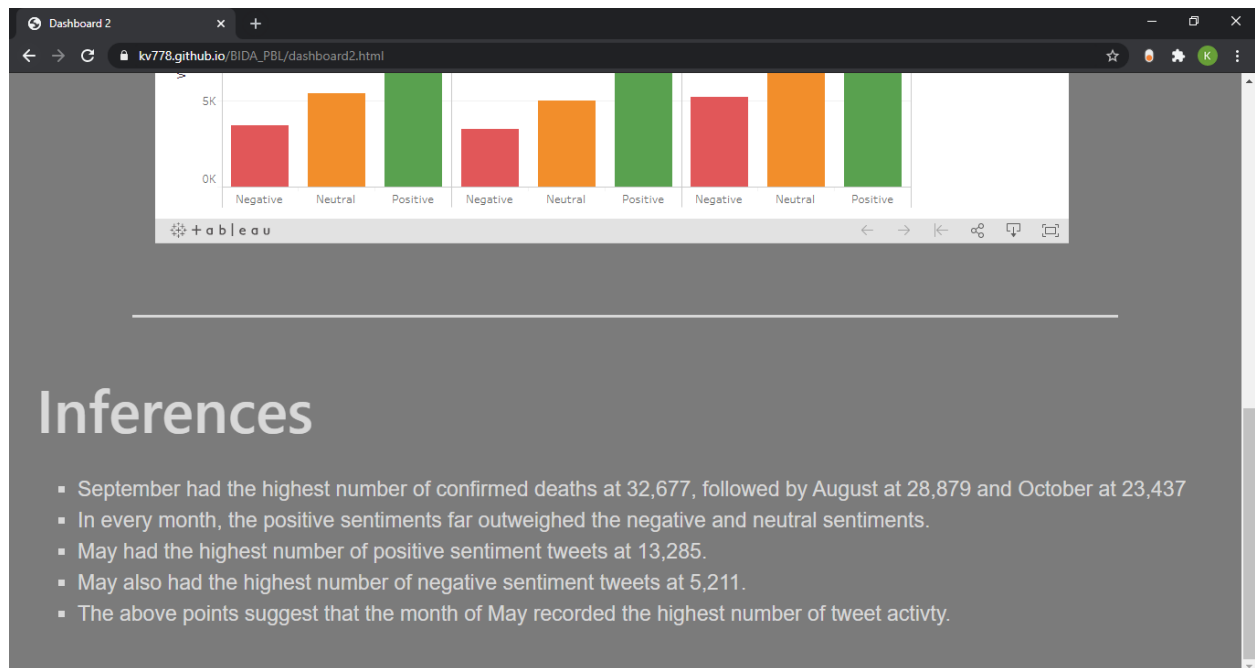 Dashboard 2
kv778.github.io/BIDA_PBL/dashboard2.html
K
5K
0K
Negative Neutral Positive Negative Neutral Positive Negative Neutral Positive
+ a b | e a u
Inferences
▪ September had the highest number of confirmed deaths at 32,677, followed by August at 28,879 and October at 23,437
▪ In every month, the positive sentiments far outweighed the negative and neutral sentiments.
▪ May had the highest number of positive sentiment tweets at 13,285.
▪ May also had the highest number of negative sentiment tweets at 5,211.
▪ The above points suggest that the month of May recorded the highest number of tweet activty.